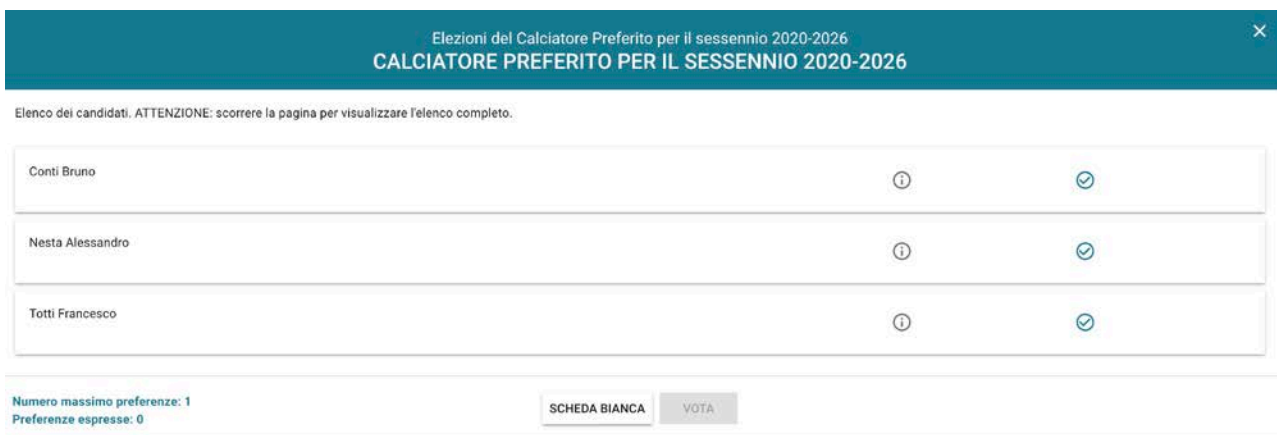 Elezioni del Calciatore Preferito per il sessennio 2020-2026
CALCIATORE PREFERITO PER IL SESSENNIO 2020-2026
Elenco dei candidati. ATTENZIONE: scorrere la pagina per visualizzare l'elenco completo.
Conti Bruno
Nesta Alessandro
Totti Francesco
Numero massimo preferenze: 1
Preferenze espresse: 0
SCHEDA BIANCA
VOTA